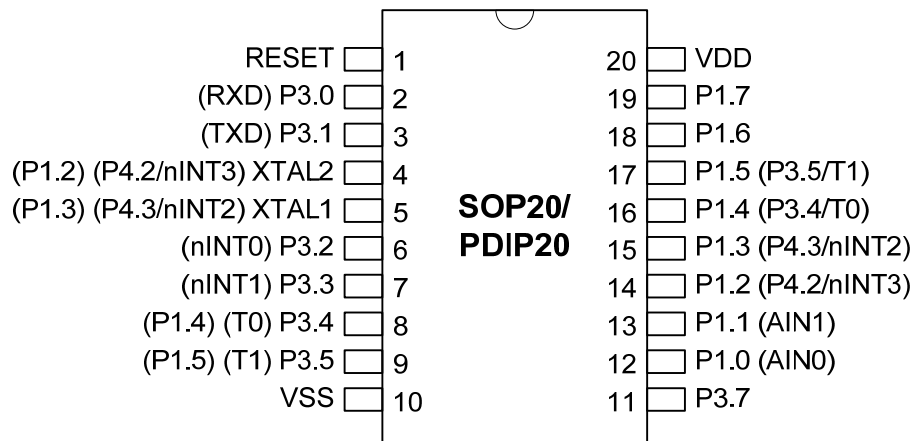 RESET 1 20 VDD
(RXD) P3.0 2 19 P1.7
(TXD) P3.1 3 18 P1.6
(P1.2) (P4.2/nINT3) XTAL2 4 17 P1.5 (P3.5/T1)
(P1.3) (P4.3/nINT2) XTAL1 5 16 P1.4 (P3.4/T0)
SOP20/
PDIP20
(nINT0) P3.2 6 15 P1.3 (P4.3/nINT2)
(nINT1) P3.3 7 14 P1.2 (P4.2/nINT3)
(P1.4) (T0) P3.4 8 13 P1.1 (AIN1)
(P1.5) (T1) P3.5 9 12 P1.0 (AIN0)
VSS 10 11 P3.7